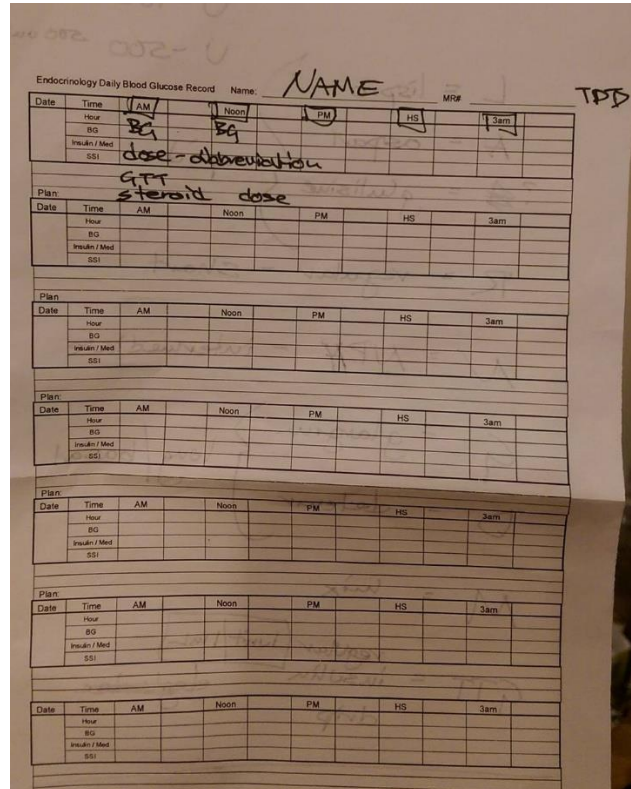 Endocrinology Daily Blood Glucose Record Name: NAME MR# TDD
Date Time AM Noon PM HS 3am
Hour BG BG
BG
Insulin / Med dose - abbreviation
SSI
GTT
Plan: steroid dose
Date Time AM Noon PM HS 3am
Hour
BG
Insulin / Med
SSI
Plan:
Date Time AM Noon PM HS 3am
Hour
BG
Insulin / Med
SSI
Plan:
Date Time AM Noon PM HS 3am
Hour
BG
Insulin / Med
SSI
Plan:
Date Time AM Noon PM HS 3am
Hour
BG
Insulin / Med
SSI
Plan:
Date Time AM Noon PM HS 3am
Hour
BG
Insulin / Med
SSI
Date Time AM Noon PM HS 3am
Hour
BG
Insulin / Med
SSI